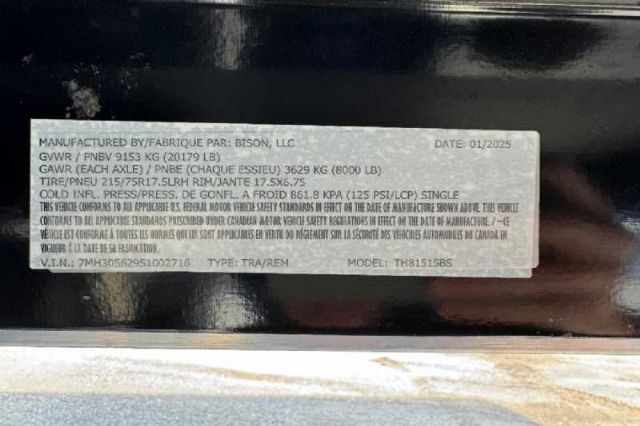 MANUFACTURED BY/FABRIQUE PAR: BISON, LLC DATE: 01/2025
GVWR / PNBV 9153 KG (20179 LB)
GAWR (EACH AXLE) / PNBE (CHAQUE ESSIEU) 3629 KG (8000 LB)
TIRE/PNEU 215/75R17.5LRH RIM/JANTE 17.5X6.75
COLD INFL. PRESS/PRESS. DE GONFL. A FROID 861.8 KPA (125 PSI/LCP) SINGLE
THIS VEHICLE CONFORMS TO ALL APPLICABLE U.S. FEDERAL MOTOR VEHICLE SAFETY STANDARDS IN EFFECT ON THE DATE OF MANUFACTURE SHOWN ABOVE. THIS VEHICLE
CONFORMS TO ALL APPLICABLE STANDARDS PRESCRIBED UNDER CANADIAN MOTOR VEHICLE SAFETY REGULATIONS IN EFFECT ON THE DATE OF MANUFACTURE. / --CE
VÉHICULE EST CONFORME A TOUTES LES NORMES QUI LUI SONT APPLICABLES EN VERTU DU RÉGLEMENT SUR LA SÉCURITÉ DES VÉHICULES AUTOMOBILES DU CANADA EN
VIGUEUR Á LA DATE DE SA FABRICATION.
V.I.N.: 7MH305629S1002716 TYPE: TRA/REM MODEL: TH81515BS